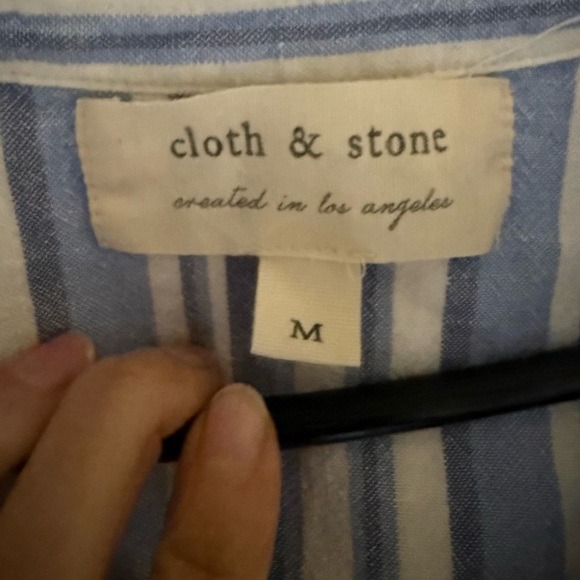 cloth & stone
created in los angeles
M